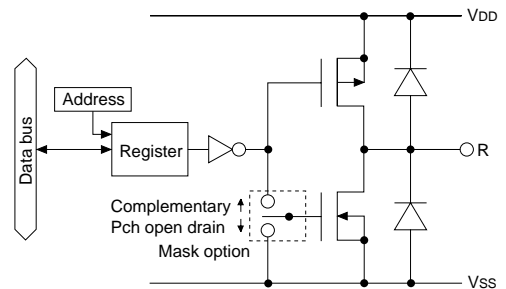 VDD
Address
Data bus
Register
R
Complementary
Pch open drain
Mask option
VSS